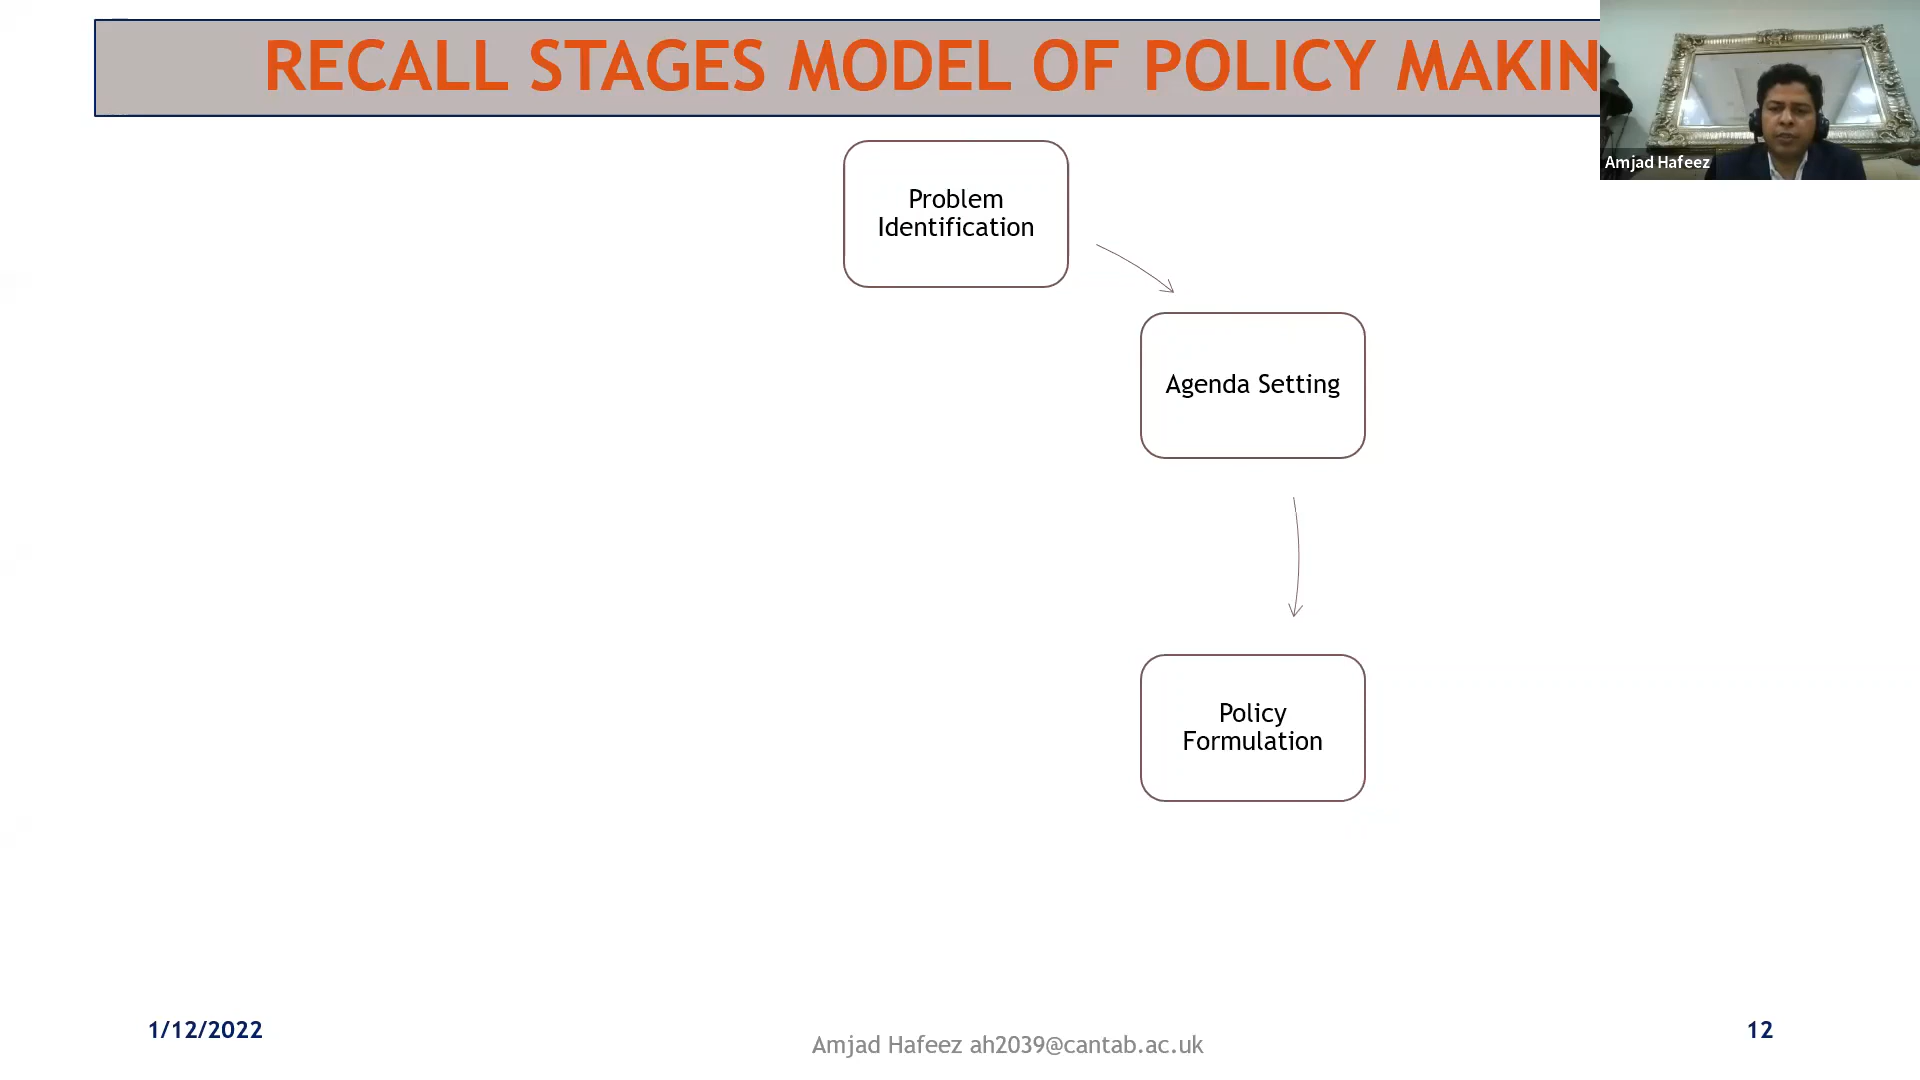 RECALL STAGES MODEL OF POLICY MAKIN
Amjad Hafeez
Problem
Identification
Agenda Setting
Policy
Formulation
1/12/2022
Amjad Hafeez ah2039@cantab.ac.uk
12